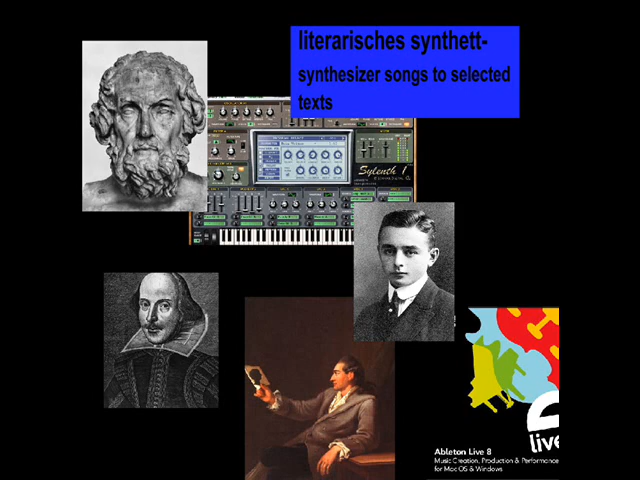 literarisches synthett-
synthesizer songs to selected
texts
Sylenth 1
live
Ableton Live 8
Music Creation, Production & Performance
for Mac OS & Windows